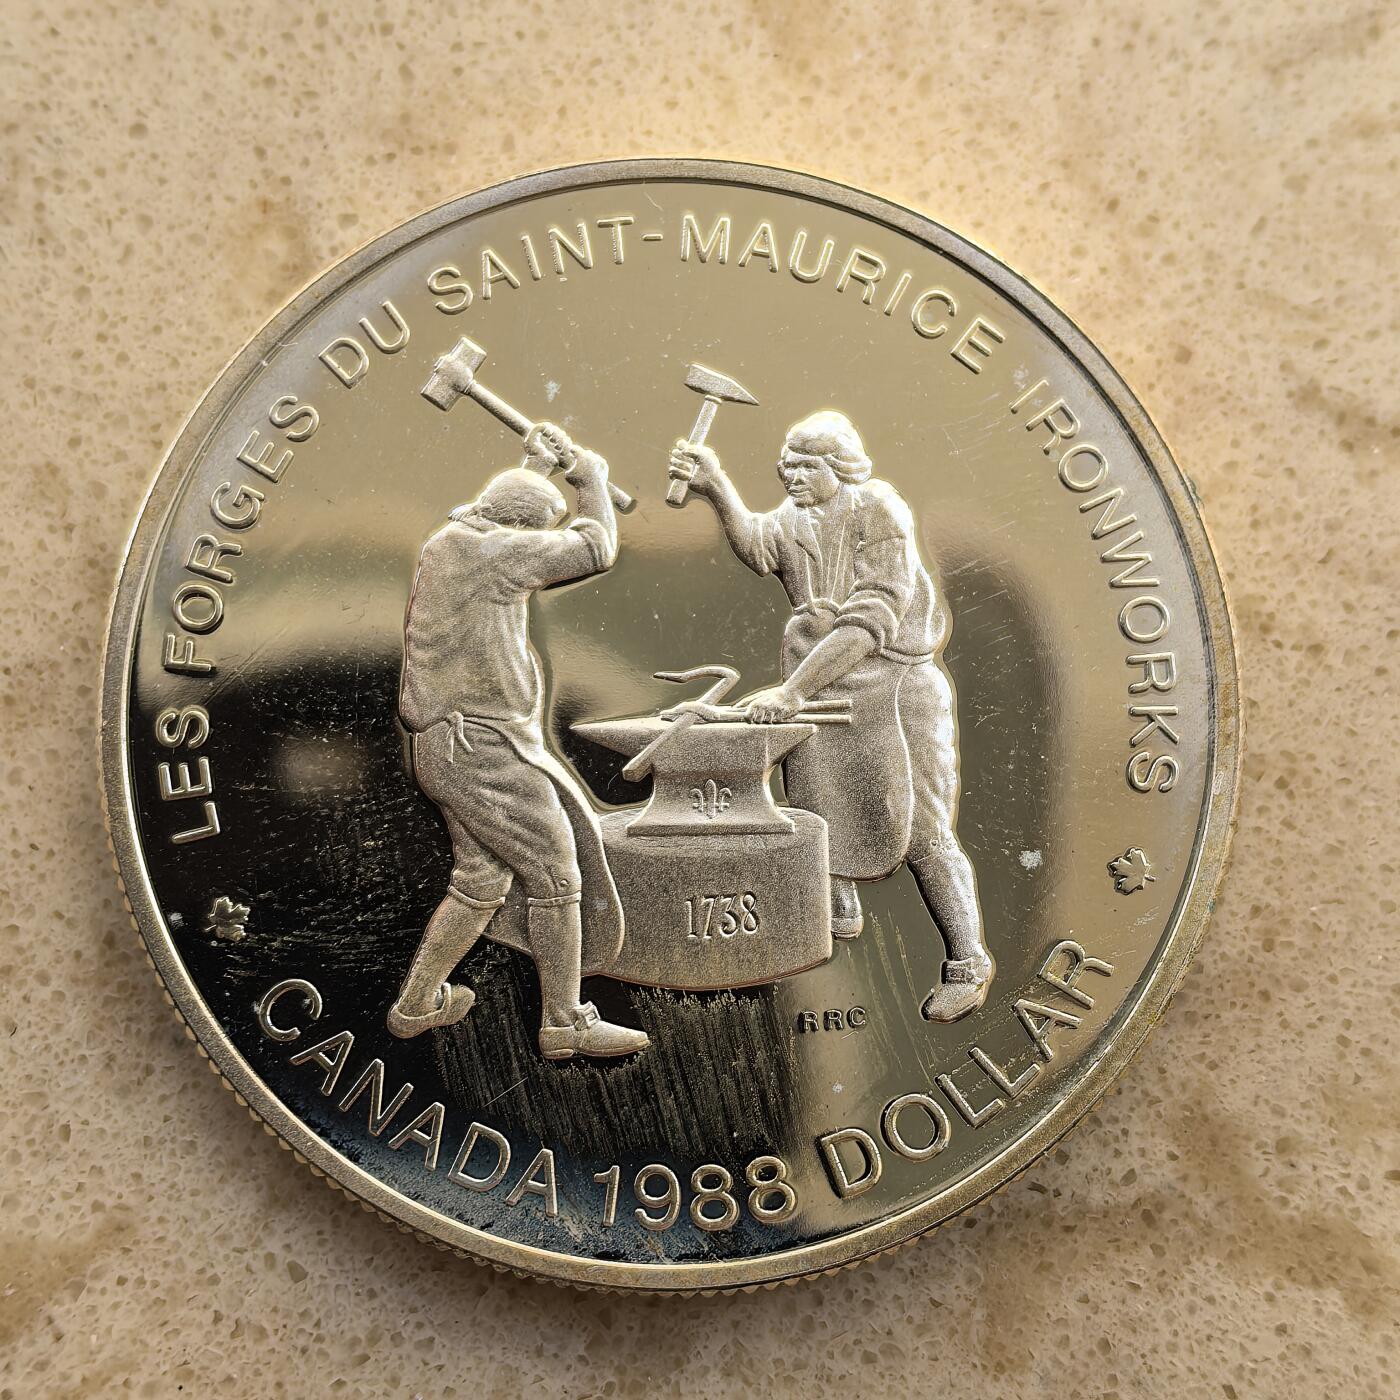 LES FORGES DU SAINT-MAURICE IRONWORKS
1738
RRC
CANADA 1988 DOLLAR